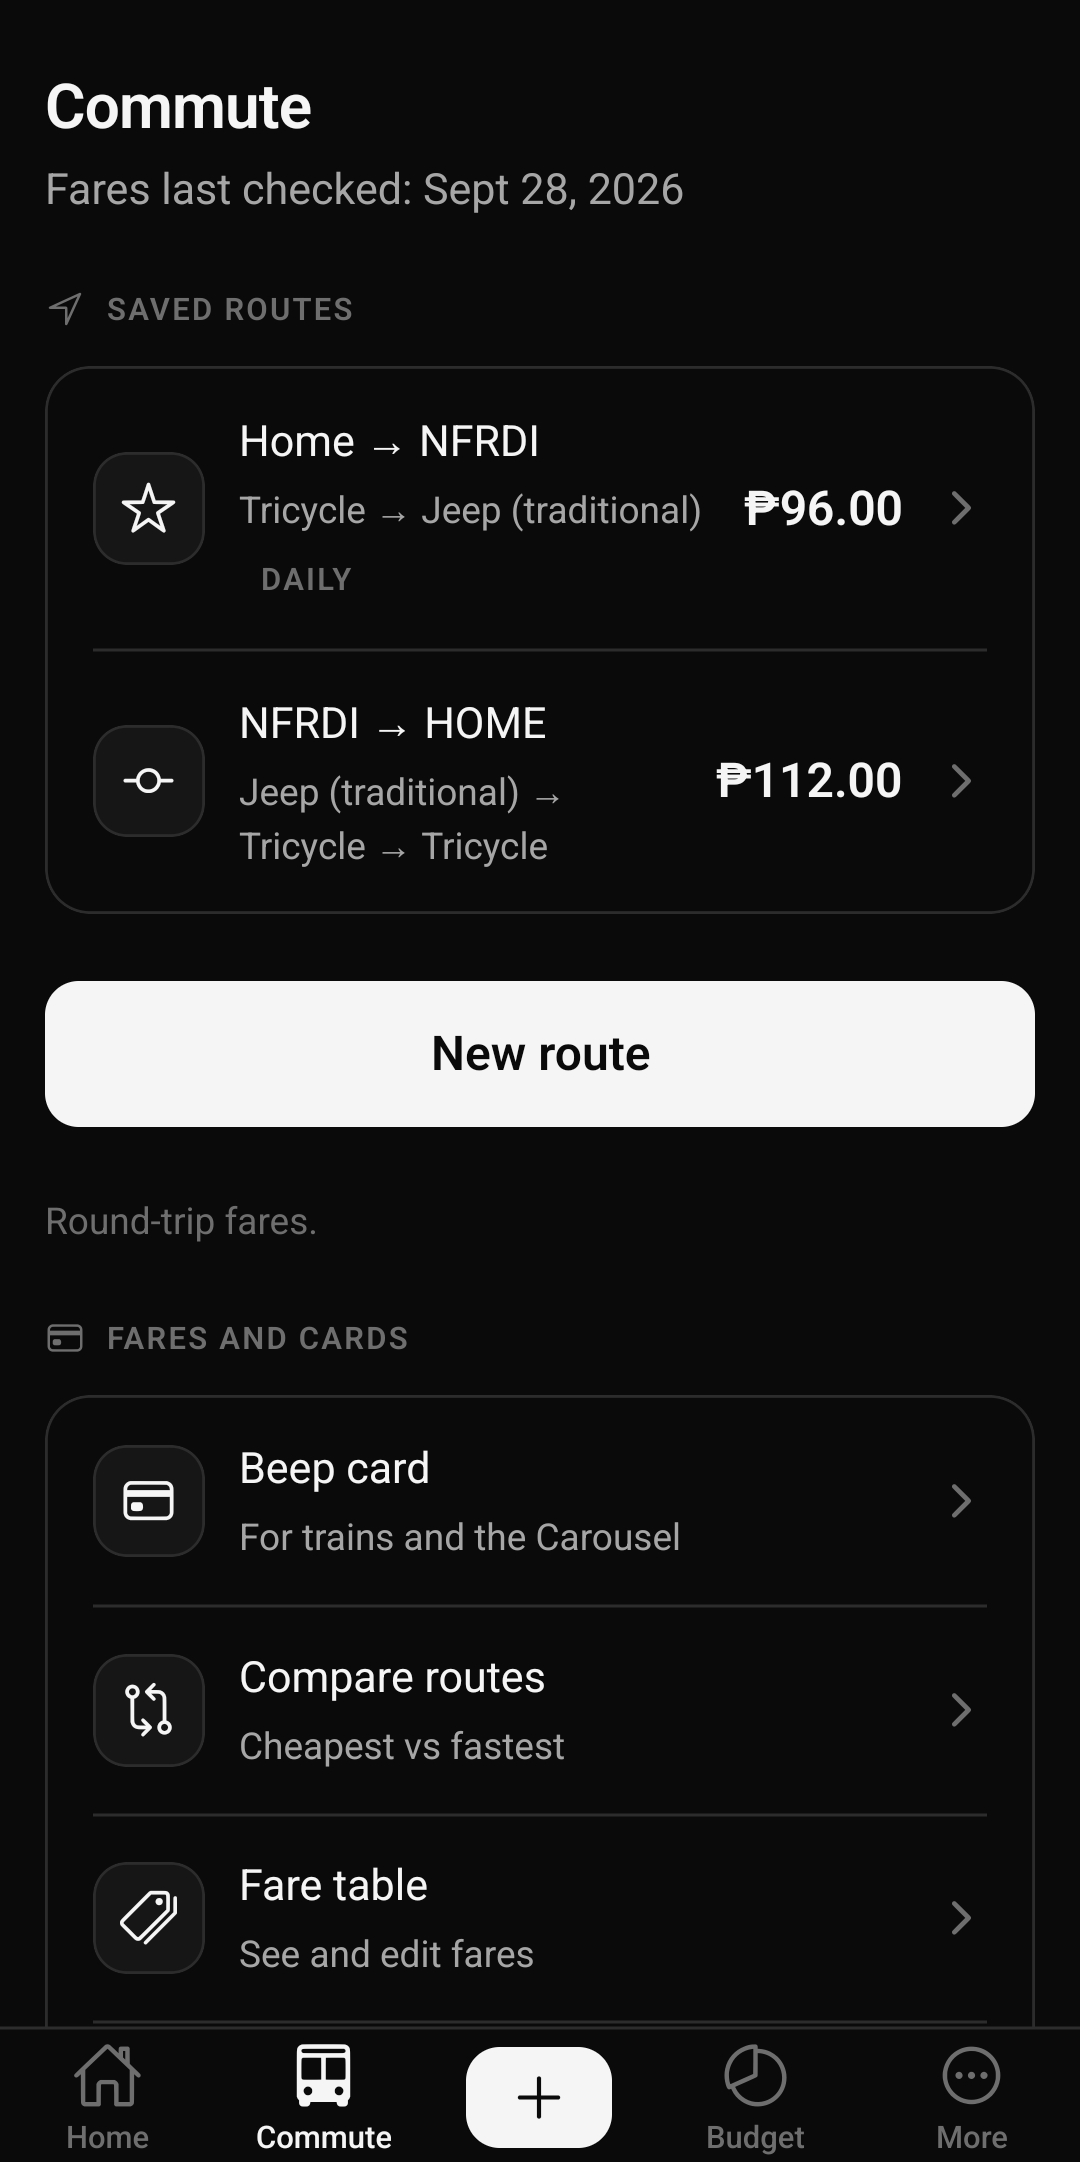 Commute
Fares last checked: Sept 28, 2026
SAVED ROUTES
Home → NFRDI
Tricycle → Jeep (traditional)
₱96.00
DAILY
NFRDI → HOME
Jeep (traditional) →
Tricycle → Tricycle
₱112.00
New route
Round-trip fares.
FARES AND CARDS
Beep card
For trains and the Carousel
Compare routes
Cheapest vs fastest
Fare table
See and edit fares
Home
Commute
Budget
More